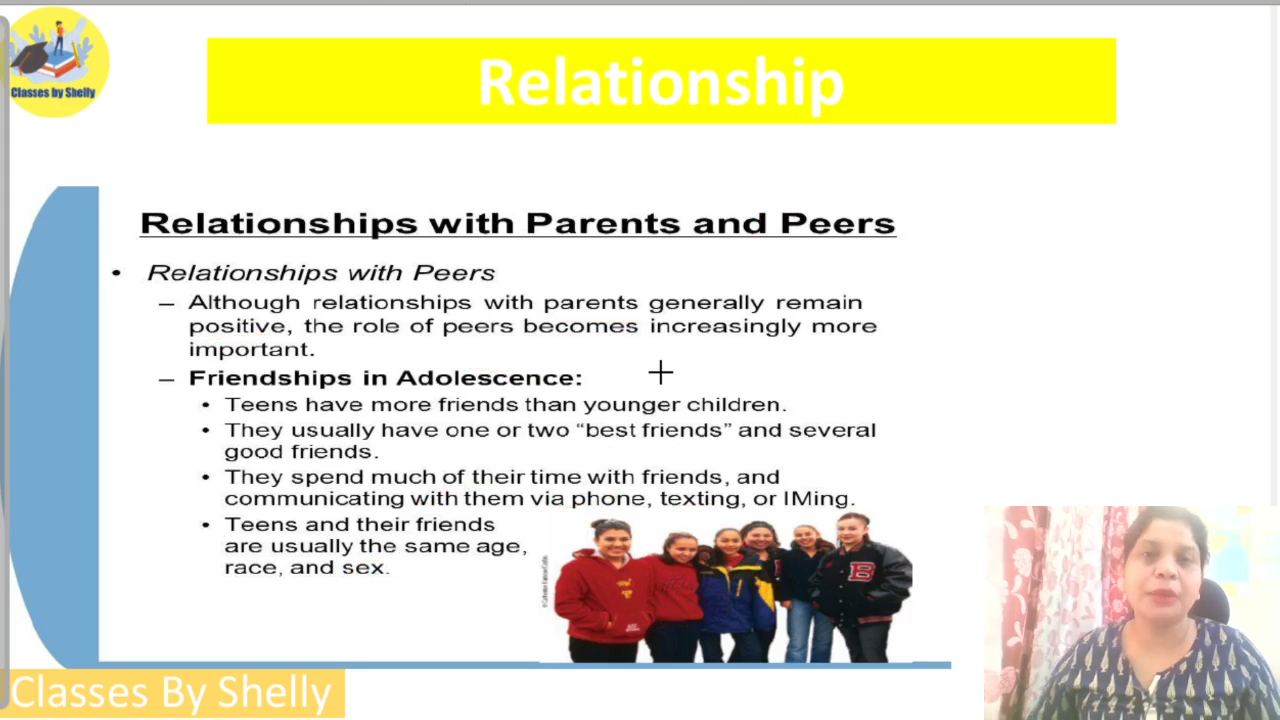 Classes by Shelly
Relationship
Relationships with Parents and Peers
• Relationships with Peers
– Although relationships with parents generally remain
positive, the role of peers becomes increasingly more
important.
– Friendships in Adolescence:
• Teens have more friends than younger children.
• They usually have one or two “best friends” and several
good friends.
• They spend much of their time with friends, and
communicating with them via phone, texting, or IMing.
• Teens and their friends
are usually the same age,
race, and sex.
B
Classes By Shelly